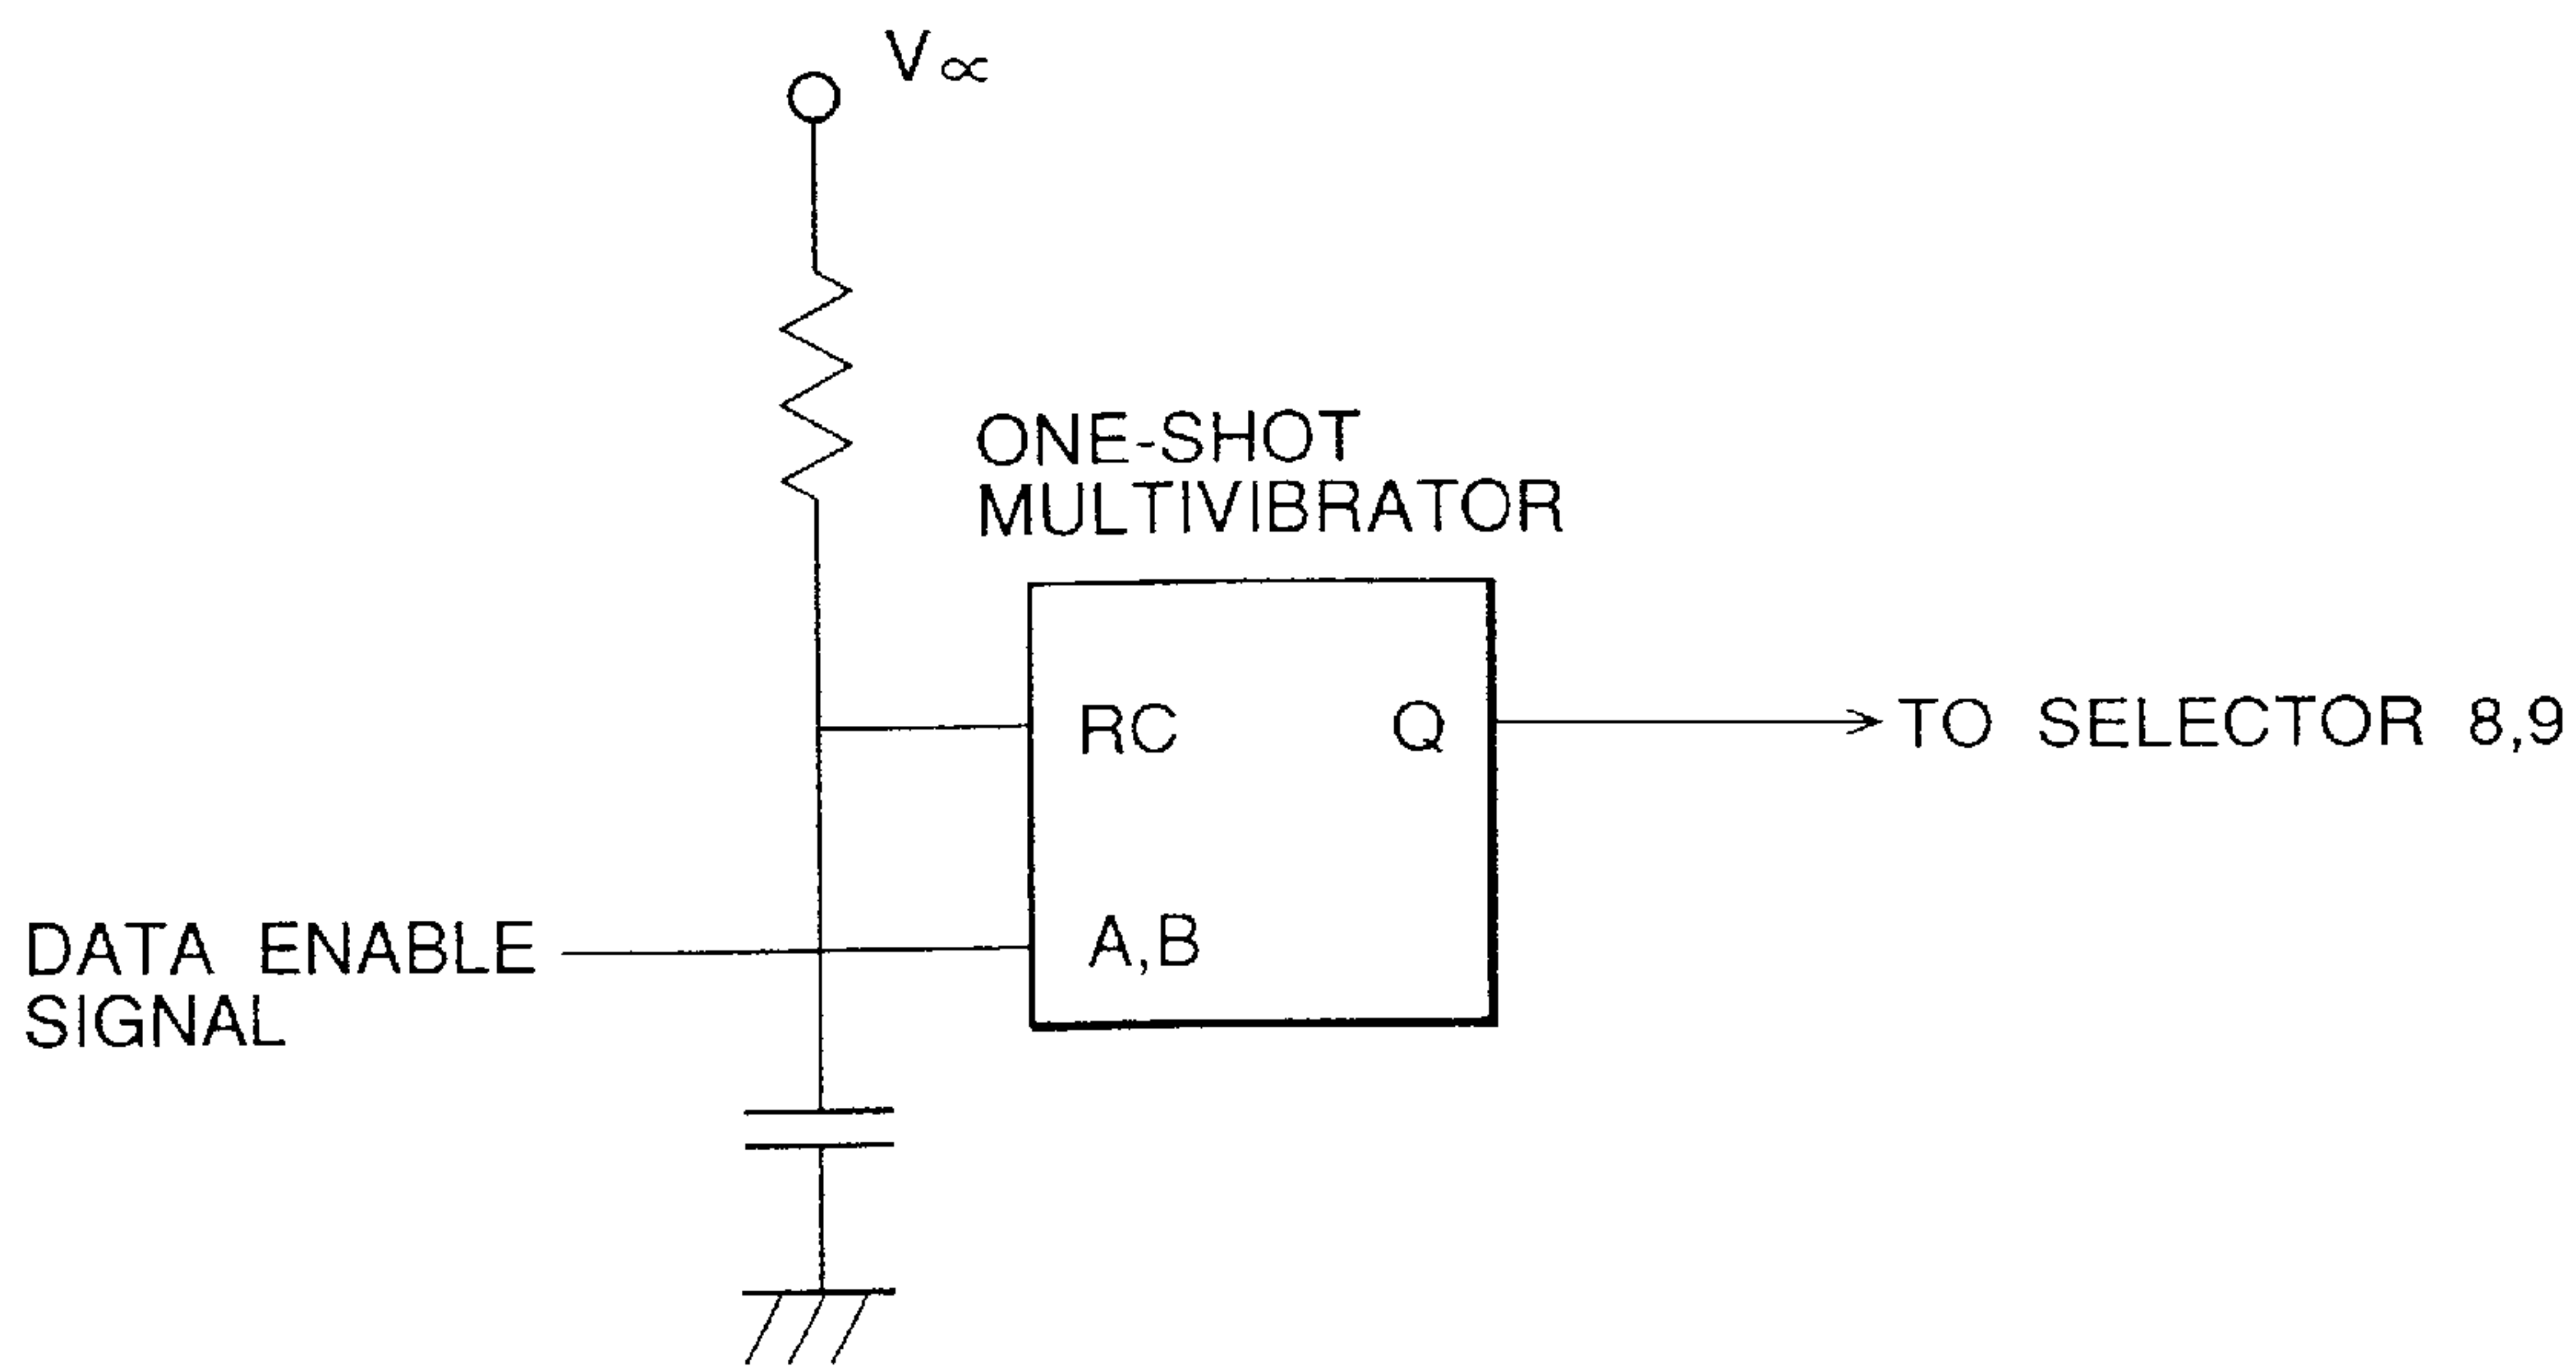 V∝
ONE-SHOT
MULTIVIBRATOR
RC
Q
TO SELECTOR 8,9
DATA ENABLE
SIGNAL
A,B